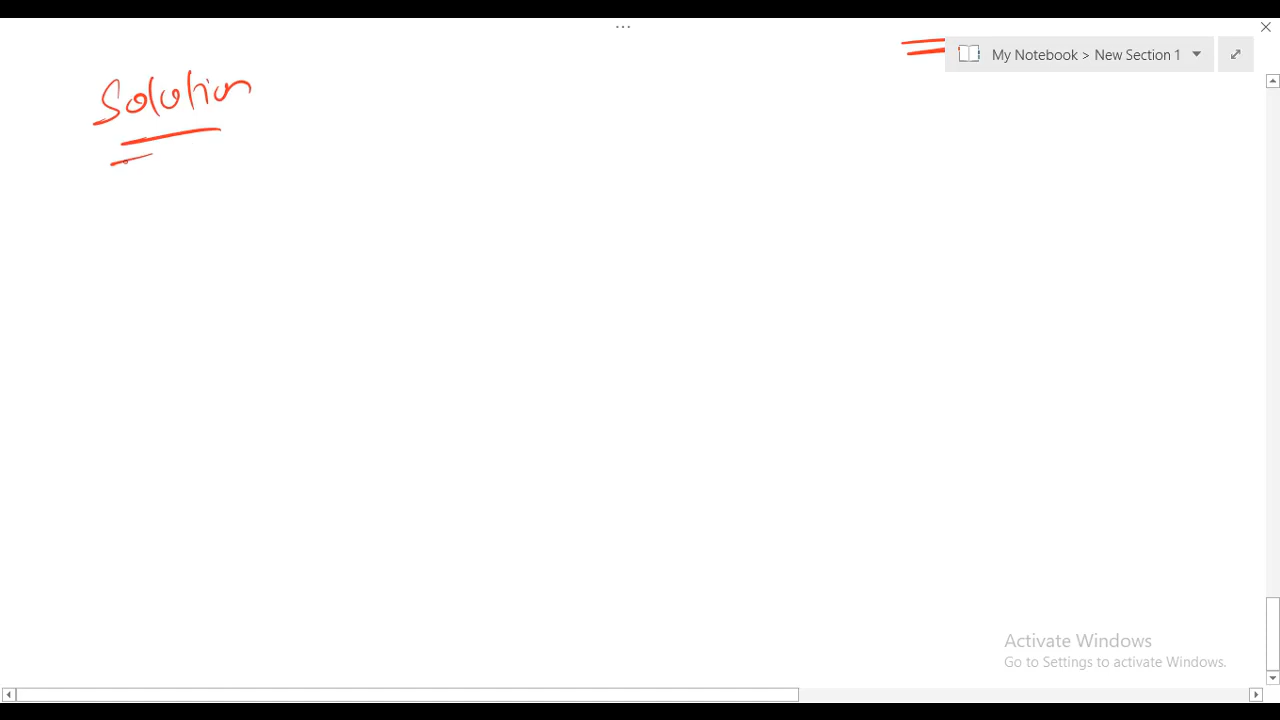 My Notebook > New Section 1
Solution
Activate Windows
Go to Settings to activate Windows.